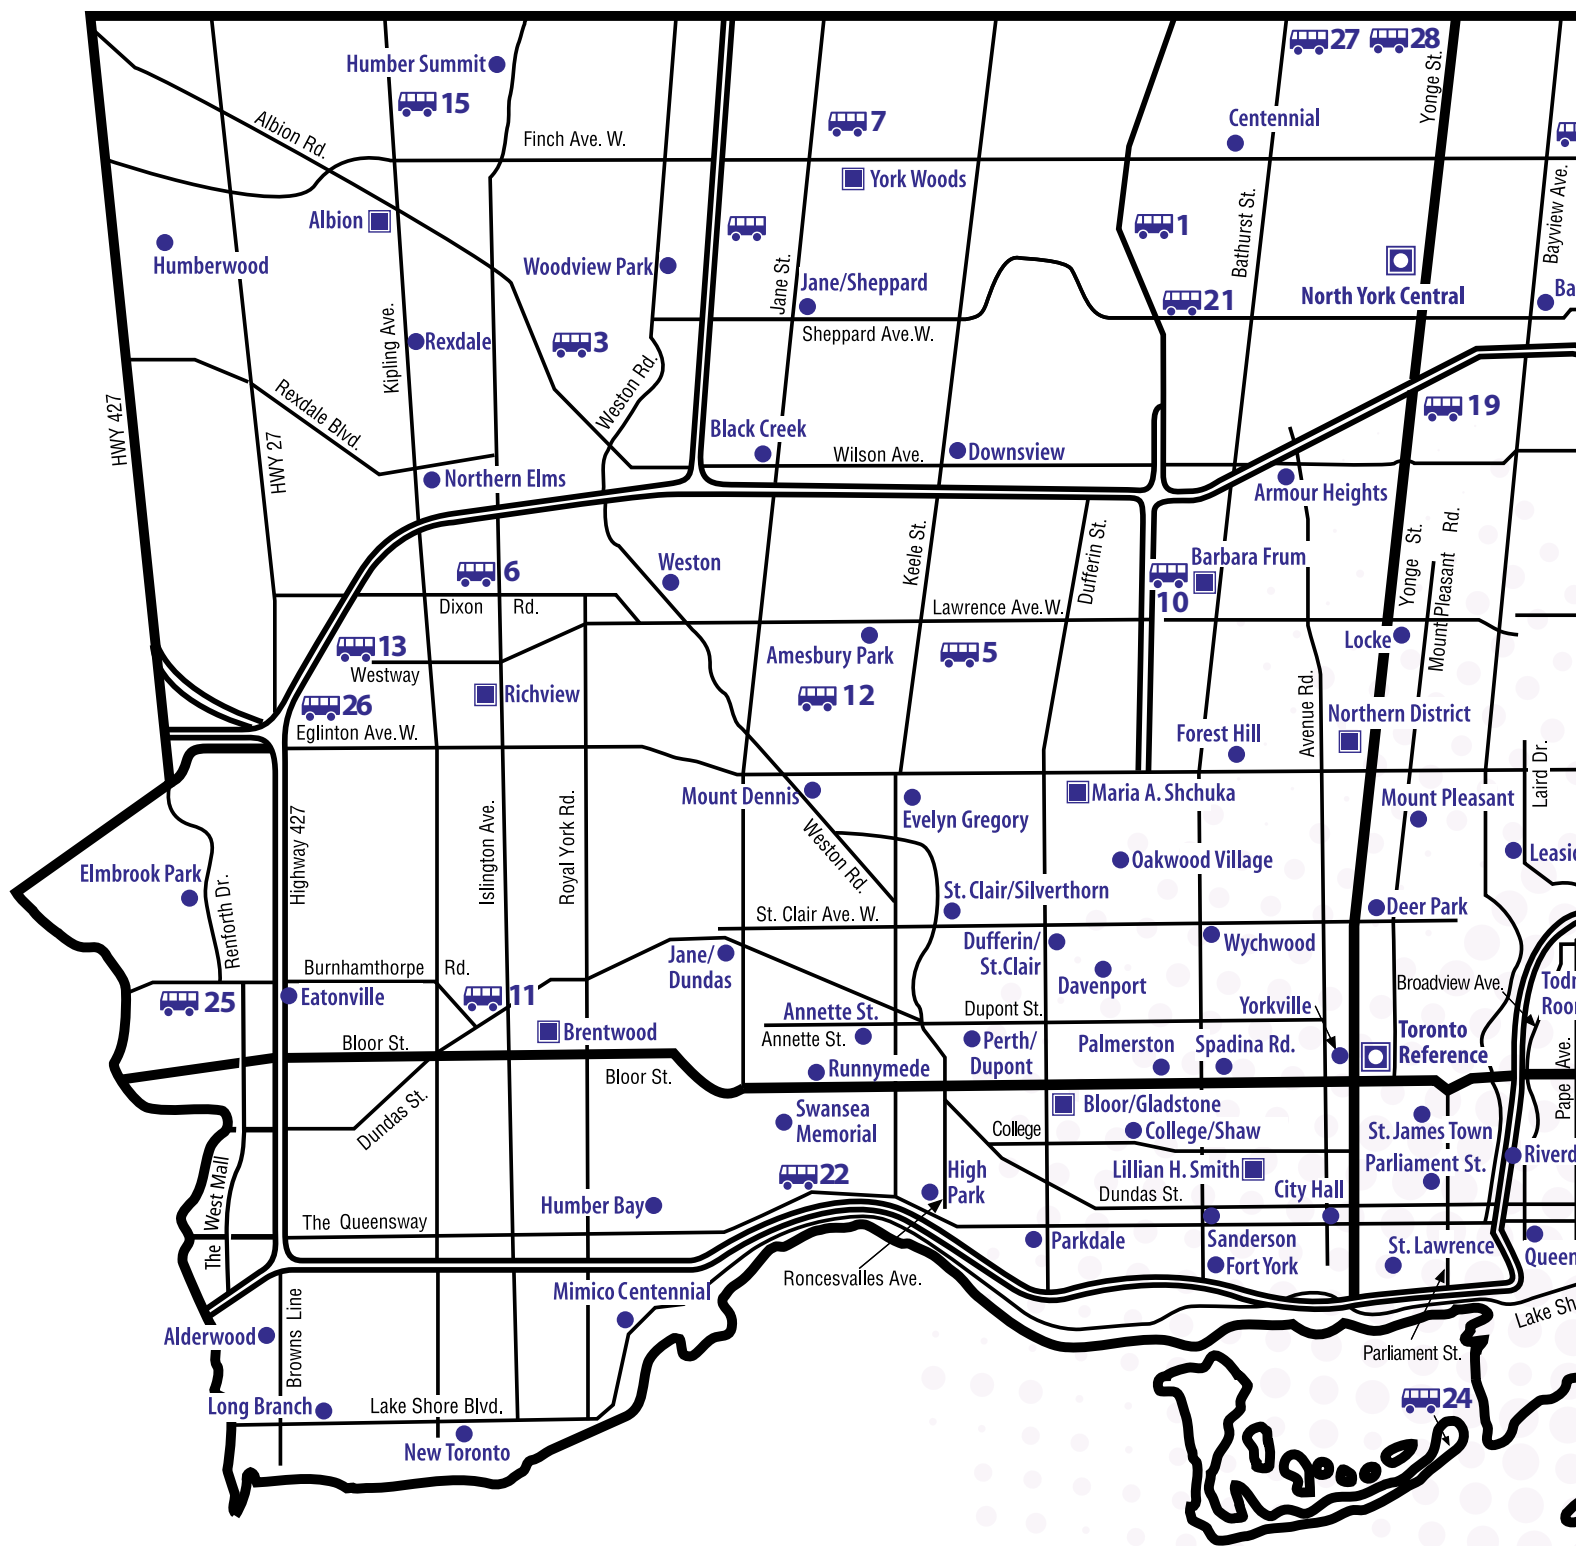 27
28
Humber Summit
15
Yonge St.
7
Centennial
Albion Rd.
Finch Ave. W.
York Woods
Bayview Ave.
Albion
1
Bathurst St.
Humberwood
Woodview Park
Jane St.
Jane/Sheppard
North York Central
Ba
21
Kipling Ave.
Rexdale
3
Sheppard Ave.W.
Weston Rd.
HWY 427
Rexdale Blvd.
19
HWY 27
Black Creek
Wilson Ave.
Downsview
Northern Elms
Armour Heights
Keele St.
Dufferin St.
Yonge St.
Mount Pleasant Rd.
Weston
6
Barbara Frum
10
Dixon Rd.
Lawrence Ave.W.
13
Westway
Amesbury Park
5
Locke
Richview
12
26
Eglinton Ave.W.
Avenue Rd.
Northern District
Forest Hill
Laird Dr.
Highway 427
Islington Ave.
Royal York Rd.
Mount Dennis
Evelyn Gregory
Maria A. Shchuka
Mount Pleasant
Weston Rd.
Oakwood Village
Leasid
Elmbrook Park
Renforth Dr.
St. Clair/Silverthorn
St. Clair Ave. W.
Deer Park
Jane/
Dundas
Dufferin/
St.Clair
Wychwood
Burnhamthorpe Rd.
Davenport
Broadview Ave.
Todm
Room
25
Eatonville
11
Annette St.
Dupont St.
Yorkville
Brentwood
Annette St.
Perth/
Dupont
Palmerston
Spadina Rd.
Toronto
Reference
Bloor St.
Bloor St.
Runnymede
Pape Ave.
Dundas St.
Swansea
Memorial
Bloor/Gladstone
College
College/Shaw
St. James Town
The West Mall
22
High
Park
Lillian H. Smith
Parliament St.
Riverd
Humber Bay
Dundas St.
City Hall
The Queensway
Parkdale
Sanderson
Fort York
St. Lawrence
Queen
Roncesvalles Ave.
Mimico Centennial
Browns Line
Lake Sh
Alderwood
Parliament St.
Long Branch
Lake Shore Blvd.
24
New Toronto